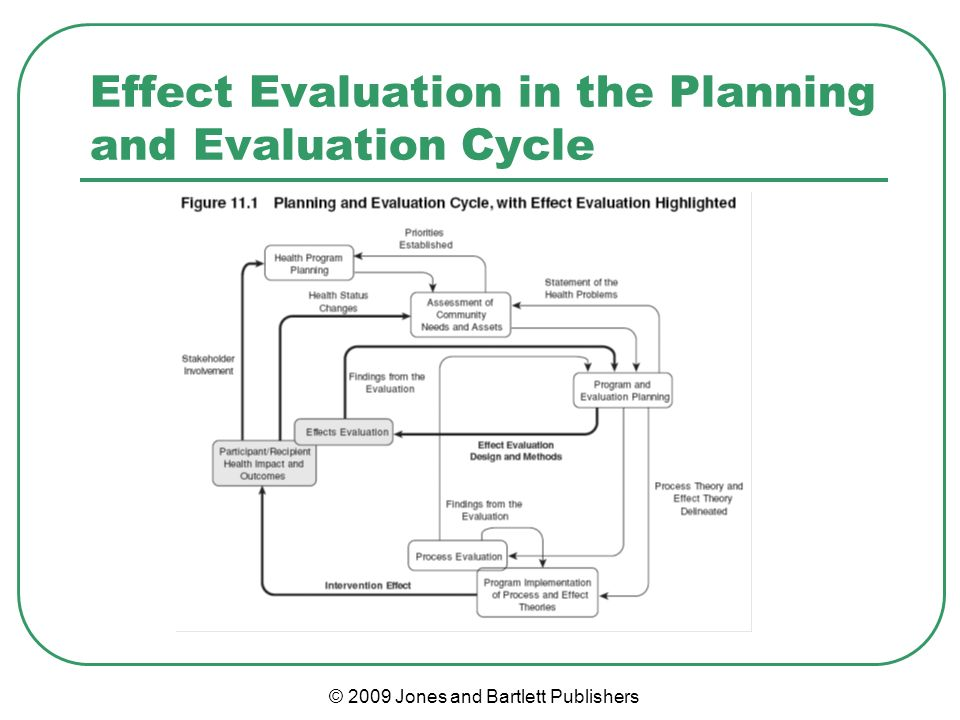 Effect Evaluation in the Planning
and Evaluation Cycle
Figure 11.1 Planning and Evaluation Cycle, with Effect Evaluation Highlighted
Priorities
Established
Health Program
Planning
Statement of the
Health Problems
Health Status
Changes
Assessment of
Community
Needs and Assets
Stakeholder
Involvement
Findings from the
Evaluation
Program and
Evaluation Planning
Effects Evaluation
Participant/Recipient
Health Impact and
Outcomes
Effect Evaluation
Design and Methods
Process Theory and
Effect Theory
Delineated
Findings from the
Evaluation
Process Evaluation
Intervention Effect
Program Implementation
of Process and Effect
Theories
© 2009 Jones and Bartlett Publishers